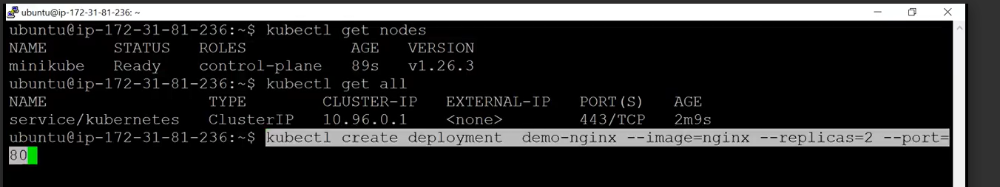 ubuntu@ip-172-31-81-236: ~
ubuntu@ip-172-31-81-236:~$ kubectl get nodes
NAME       STATUS   ROLES           AGE   VERSION
minikube   Ready    control-plane   89s   v1.26.3
ubuntu@ip-172-31-81-236:~$ kubectl get all
NAME                 TYPE        CLUSTER-IP   EXTERNAL-IP   PORT(S)   AGE
service/kubernetes   ClusterIP   10.96.0.1    <none>        443/TCP   2m9s
ubuntu@ip-172-31-81-236:~$ kubectl create deployment  demo-nginx --image=nginx --replicas=2 --port=
80